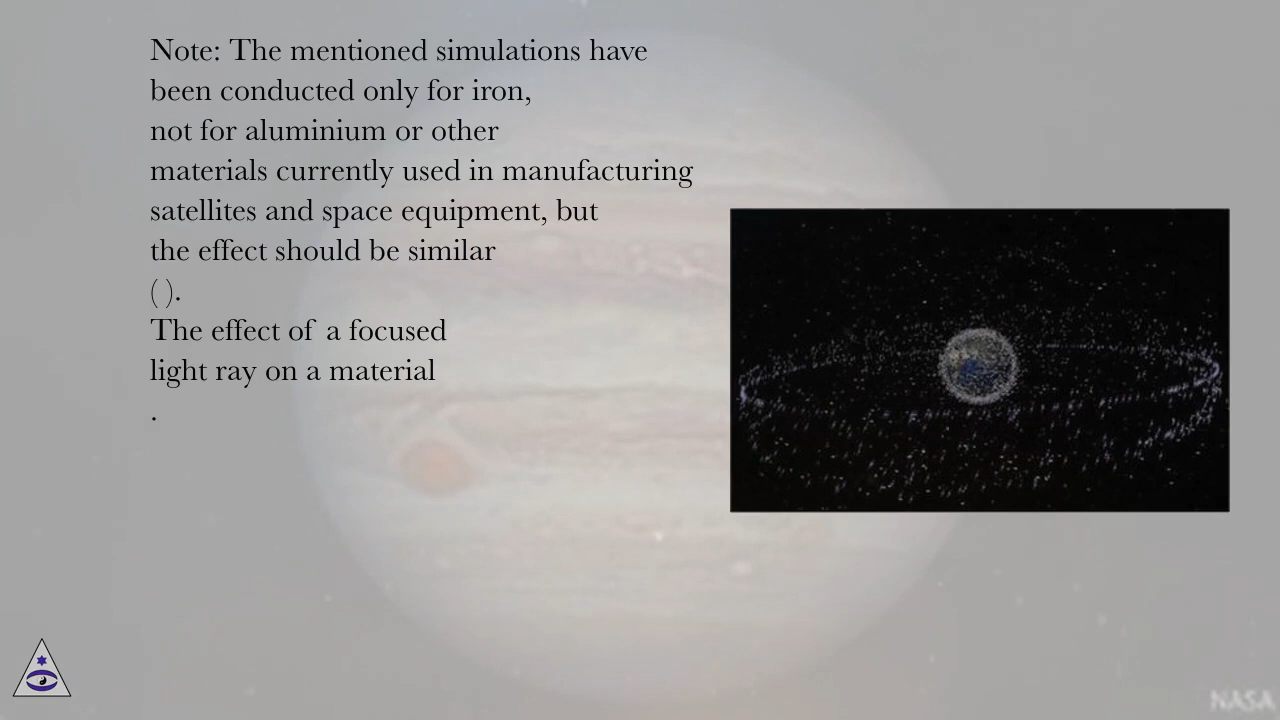 Note: The mentioned simulations have
been conducted only for iron,
not for aluminium or other
materials currently used in manufacturing
satellites and space equipment, but
the effect should be similar
( ).
The effect of a focused
light ray on a material
.
NASA